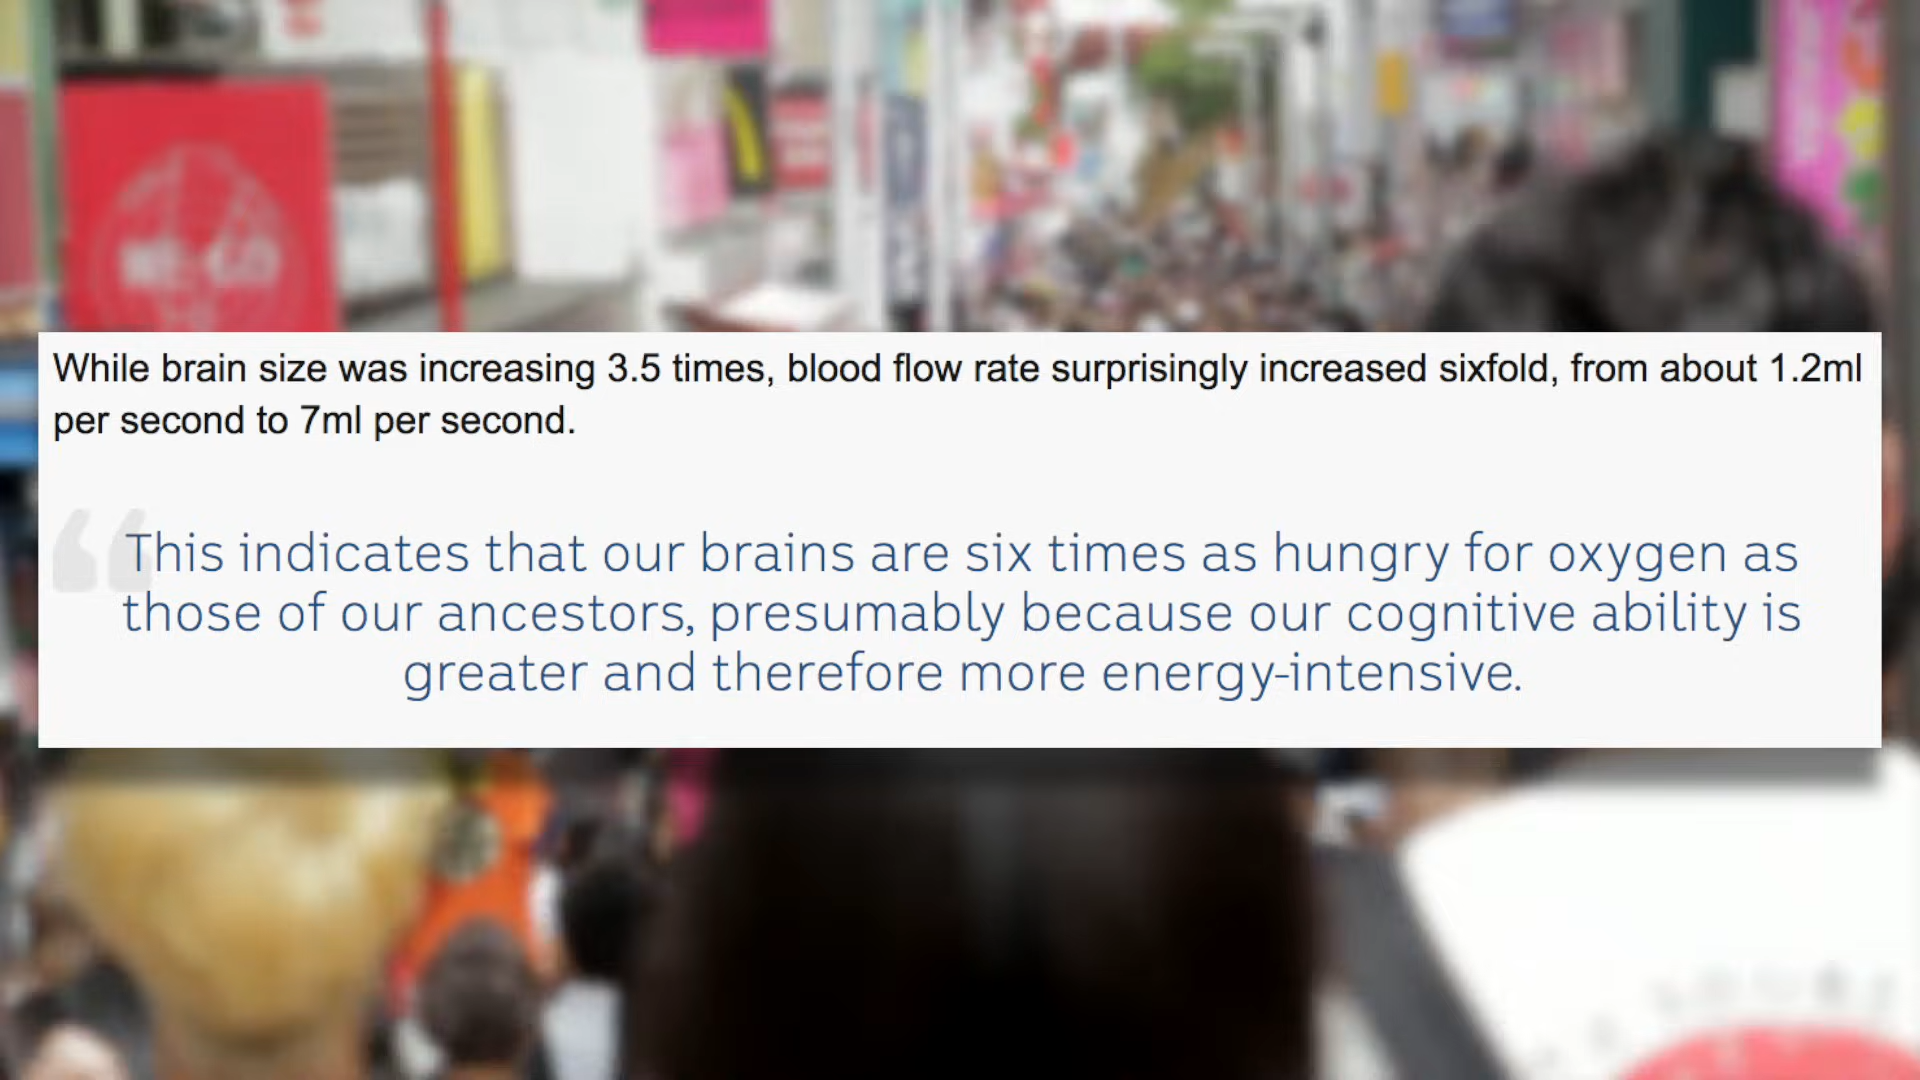 While brain size was increasing 3.5 times, blood flow rate surprisingly increased sixfold, from about 1.2ml
per second to 7ml per second.
“This indicates that our brains are six times as hungry for oxygen as
those of our ancestors, presumably because our cognitive ability is
greater and therefore more energy-intensive.